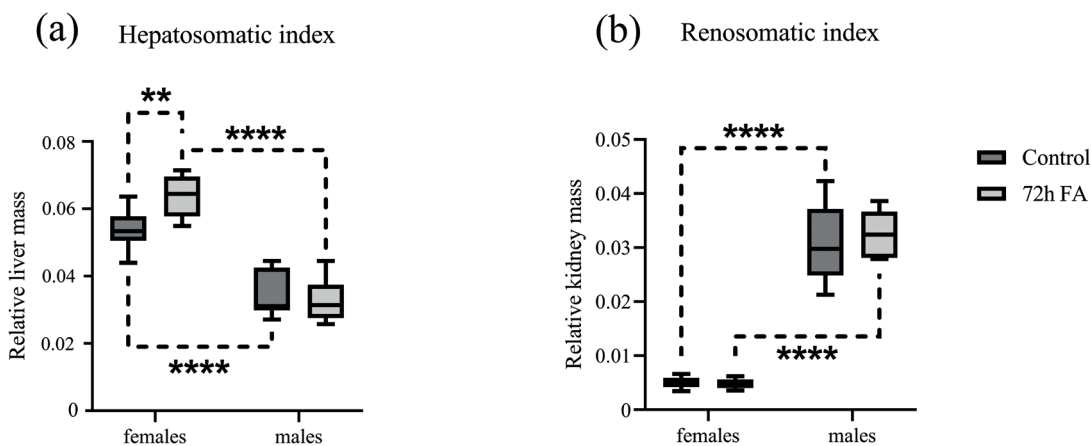 (a) Hepatosomatic index
**
****
0.08
0.06
0.04
0.02
0
Relative liver mass
****
females males
(b) Renosomatic index
****
0.05
0.04
0.03
0.02
0.01
0
Relative kidney mass
****
females males
Control
72h FA